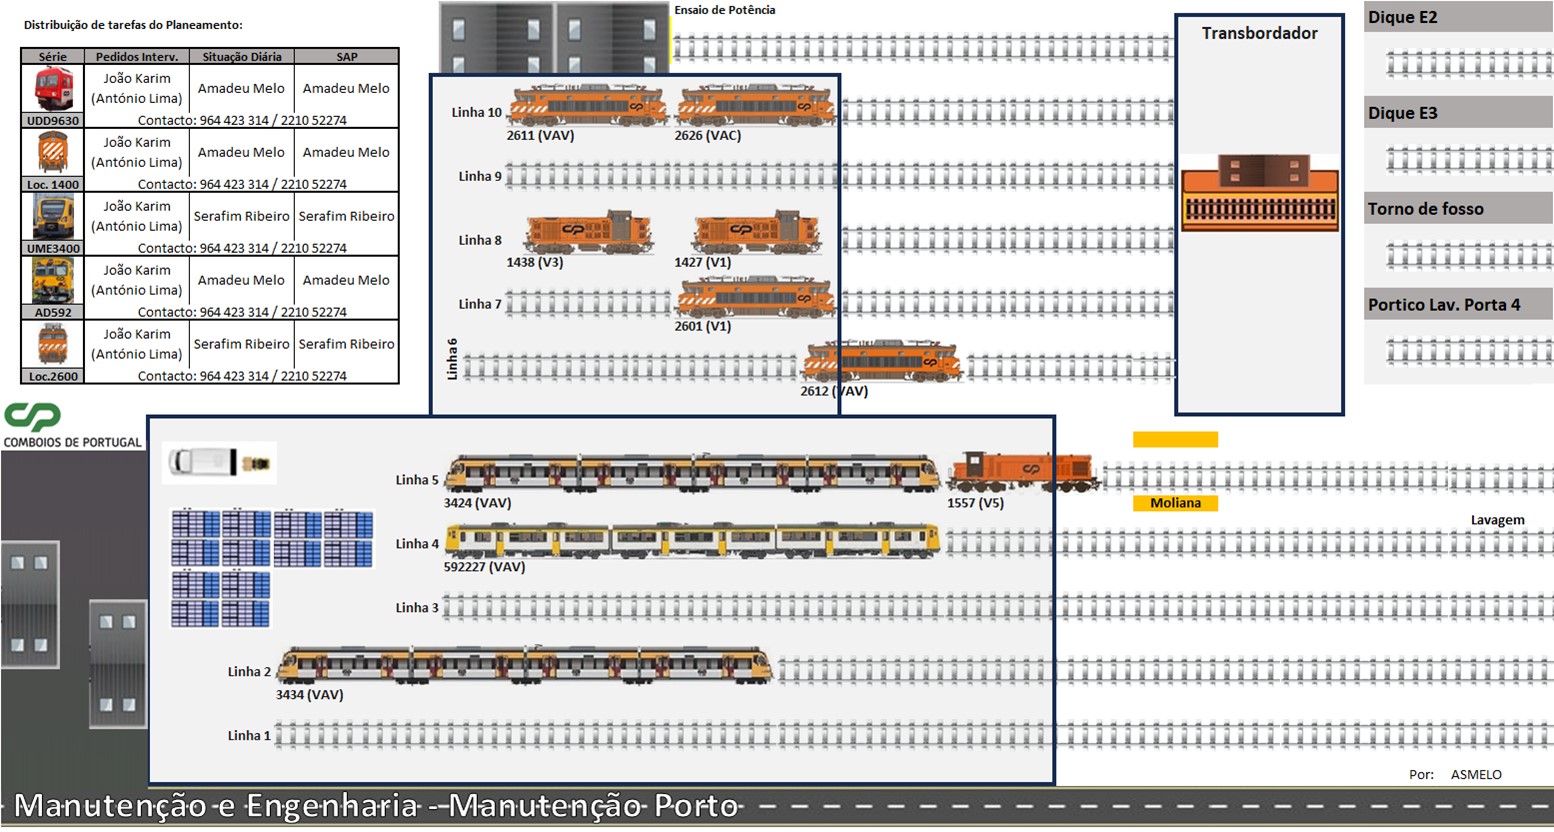 Distribuição de tarefas do Planeamento:
Série Pedidos Interv. Situação Diária SAP
João Karim
(António Lima)
Amadeu Melo Amadeu Melo
UDD9630 Contacto: 964 423 314 / 2210 52274
João Karim
(António Lima)
Amadeu Melo Amadeu Melo
Loc. 1400 Contacto: 964 423 314 / 2210 52274
João Karim
(António Lima)
Serafim Ribeiro Serafim Ribeiro
UME3400 Contacto: 964 423 314 / 2210 52274
João Karim
(António Lima)
Amadeu Melo Amadeu Melo
AD592 Contacto: 964 423 314 / 2210 52274
João Karim
(António Lima)
Serafim Ribeiro Serafim Ribeiro
Loc.2600 Contacto: 964 423 314 / 2210 52274
CP
COMBOIOS DE PORTUGAL
Ensaio de Potência
Linha 10
2611 (VAV) 2626 (VAC)
Linha 9
Linha 8
1438 (V3) 1427 (V1)
Linha 7
2601 (V1)
Linha 6
2612 (VAV)
Transbordador
Dique E2
Dique E3
Torno de fosso
Portico Lav. Porta 4
Linha 5
3424 (VAV) 1557 (V5)
Moliana
Lavagem
Linha 4
592227 (VAV)
Linha 3
Linha 2
3434 (VAV)
Linha 1
Por: ASMELO
Manutenção e Engenharia - Manutenção Porto